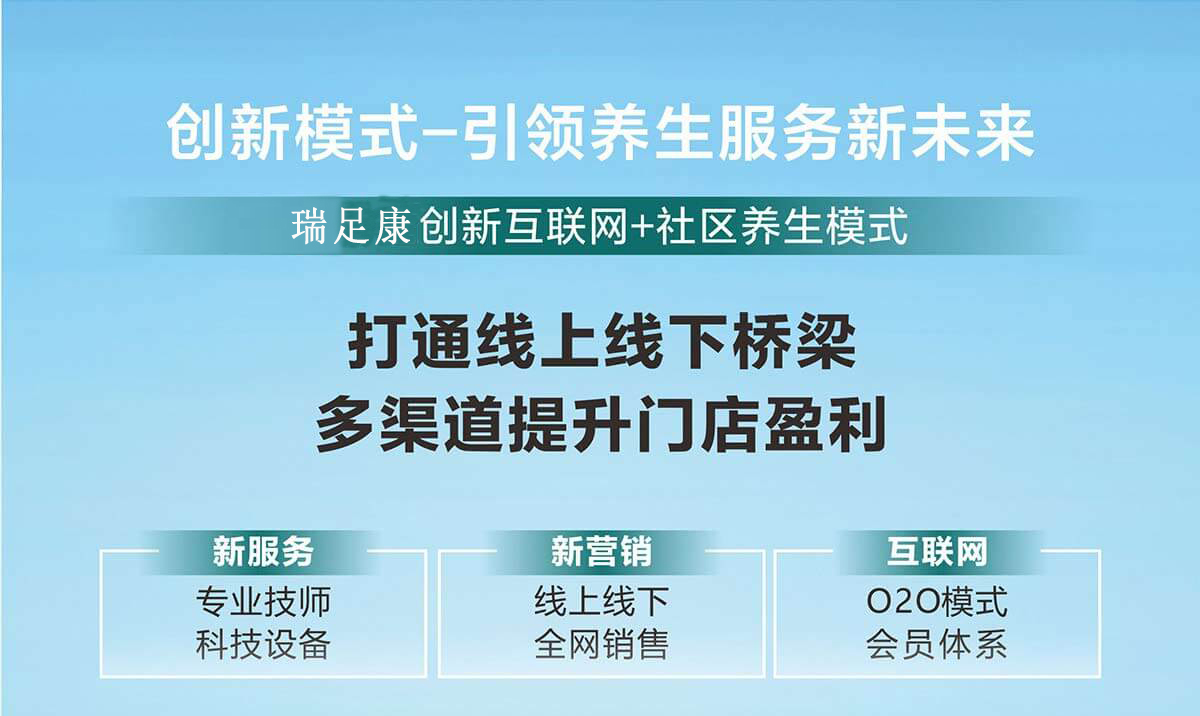 创新模式-引领养生服务新未来
瑞足康创新互联网+社区养生模式
打通线上线下桥梁
多渠道提升门店盈利
新服务
专业技师
科技设备
新营销
线上线下
全网销售
互联网
O2O模式
会员体系